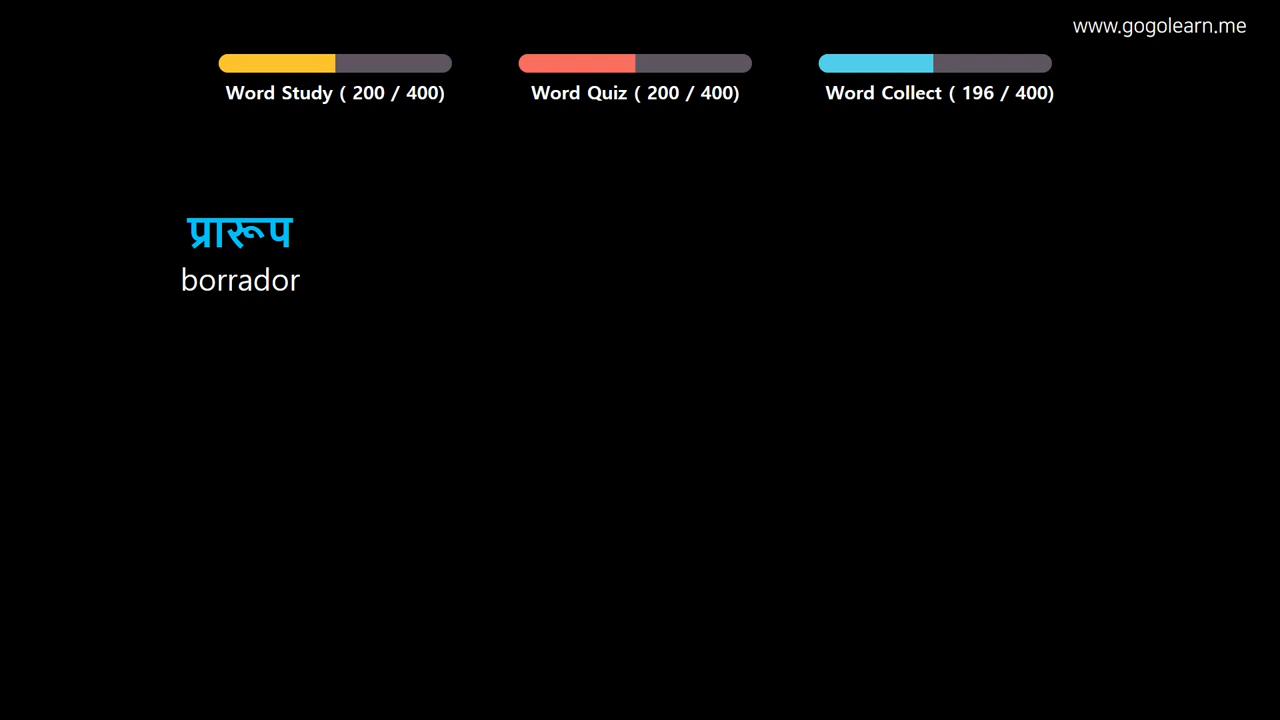 www.gogolearn.me
Word Study ( 200 / 400)
Word Quiz ( 200 / 400)
Word Collect ( 196 / 400)
प्रारूप
borrador